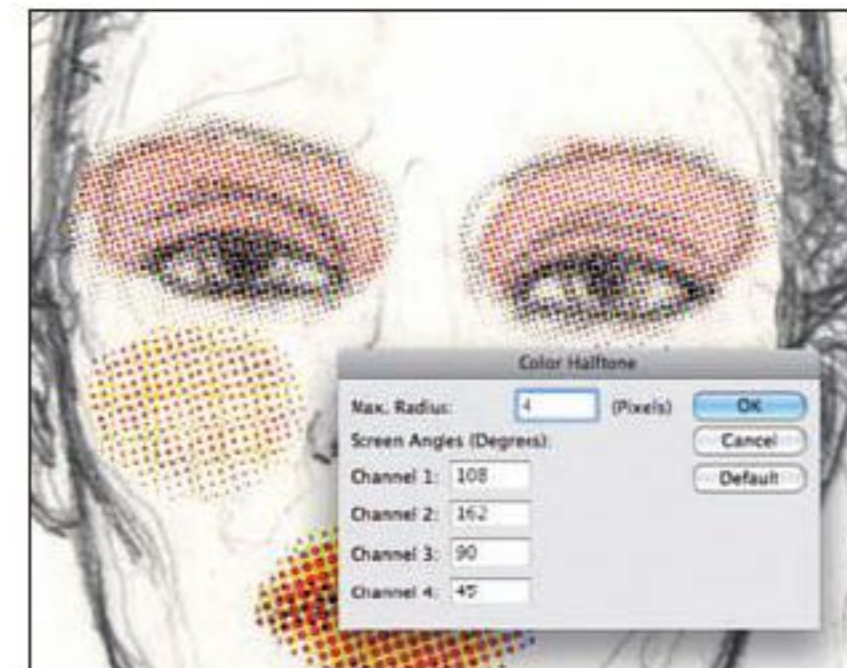 Color Halftone
Max. Radius: 4 (Pixels) OK
Screen Angles (Degrees): Cancel
Channel 1: 108 Default
Channel 2: 162
Channel 3: 90
Channel 4: 45